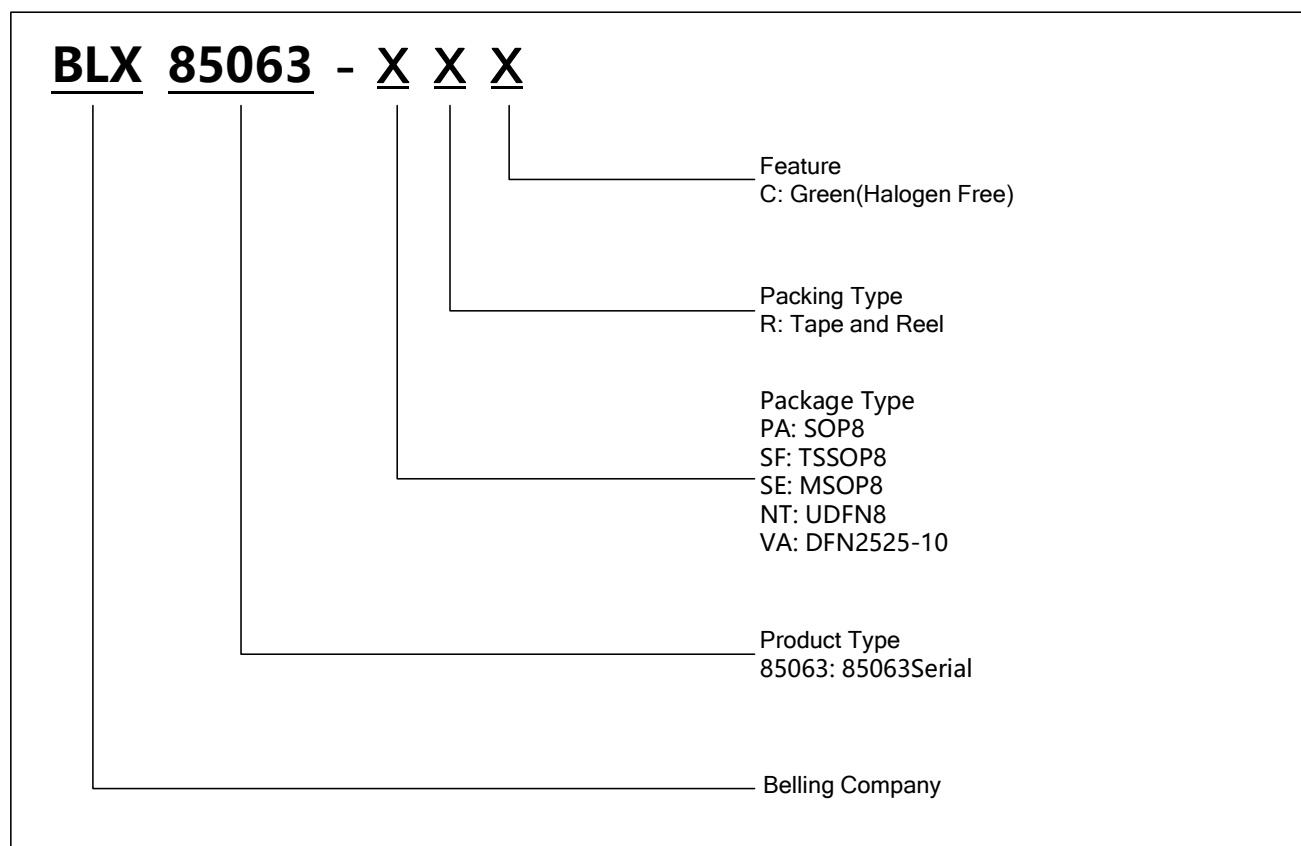 BLX 85063 - X X X
Feature
C: Green(Halogen Free)
Packing Type
R: Tape and Reel
Package Type
PA: SOP8
SF: TSSOP8
SE: MSOP8
NT: UDFN8
VA: DFN2525-10
Product Type
85063: 85063Serial
Belling Company